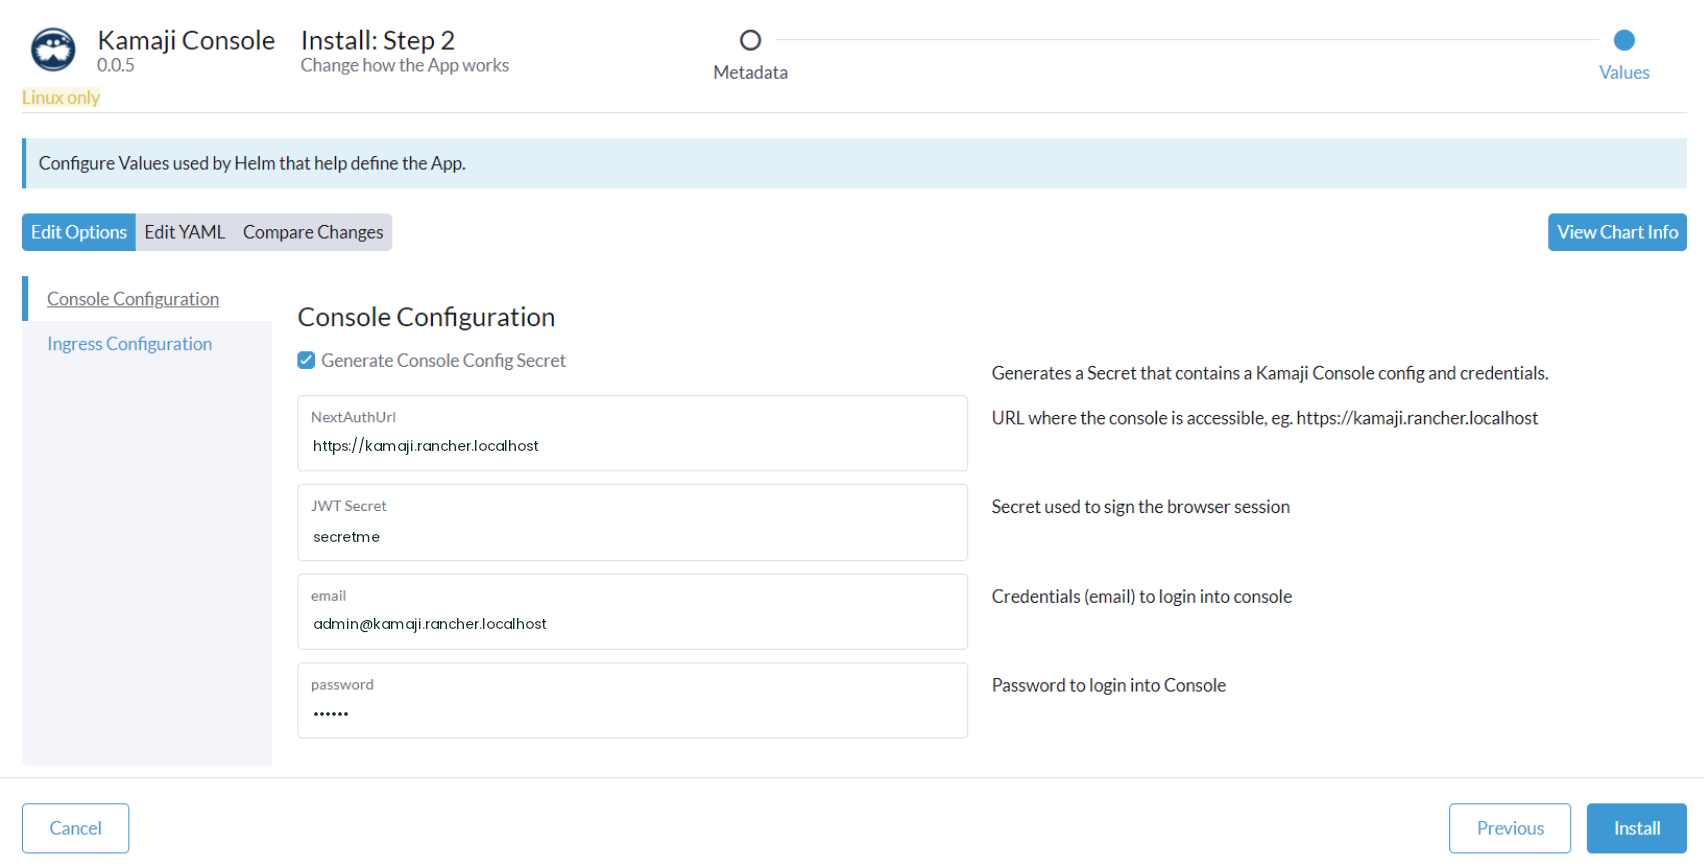 Kamaji Console
0.0.5
Linux only
Install: Step 2
Change how the App works
Metadata
Values
Configure Values used by Helm that help define the App.
Edit Options Edit YAML Compare Changes
View Chart Info
Console Configuration
Ingress Configuration
Console Configuration
Generate Console Config Secret
Generates a Secret that contains a Kamaji Console config and credentials.
NextAuthUrl
https://kamaji.rancher.localhost
URL where the console is accessible, eg. https://kamaji.rancher.localhost
JWT Secret
secretme
Secret used to sign the browser session
email
admin@kamaji.rancher.localhost
Credentials (email) to login into console
password
••••••
Password to login into Console
Cancel
Previous
Install